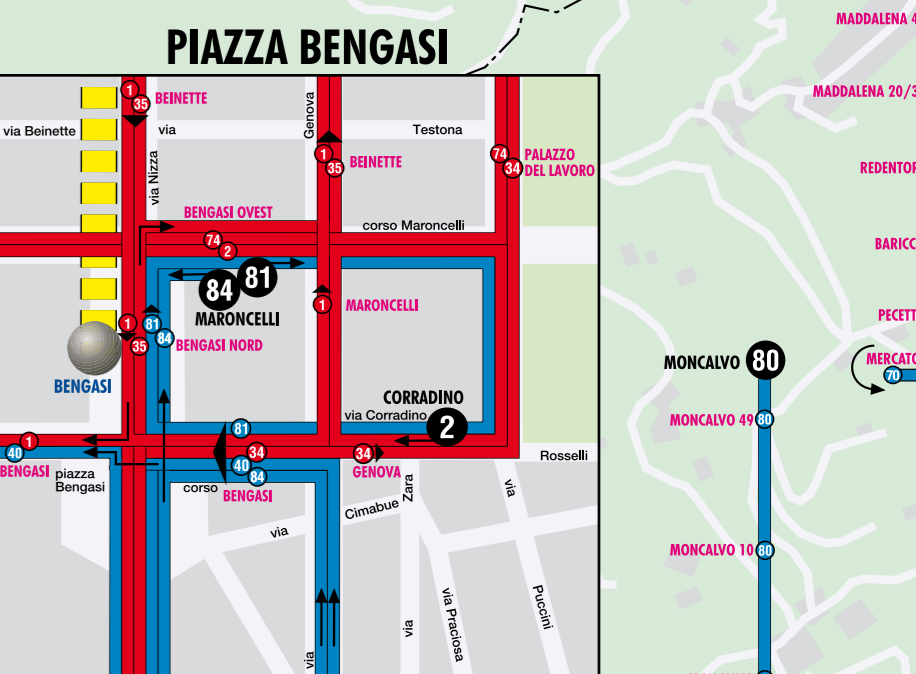 PIAZZA BENGASI
MADDALENA 4
MADDALENA 20/3
REDENTOR
BARICC
PECETT
MERCATO
70
MONCALVO 80
MONCALVO 49 80
MONCALVO 10 80
1
35
BEINETTE
via Beinette
via
Testona
Genova
via Nizza
1
35
BEINETTE
74
34
PALAZZO
DEL LAVORO
BENGASI OVEST
corso Maroncelli
74
2
84
81
MARONCELLI
1
MARONCELLI
1
35
81
84
BENGASI NORD
BENGASI
CORRADINO
via Corradino
2
81
1
40
BENGASI
34
40
84
BENGASI
34
GENOVA
Rosselli
piazza
Bengasi
corso
via
Cimabue
Zara
via
via
via Praciosa
Puccini
via